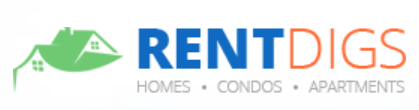 RENTDIGS
HOMES • CONDOS • APARTMENTS